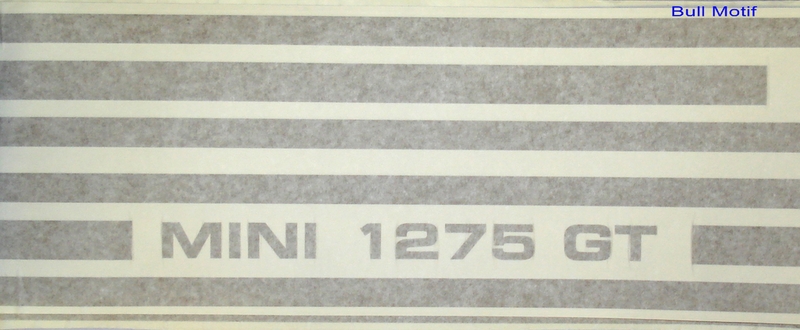 Bull Motif
MINI 1275 GT